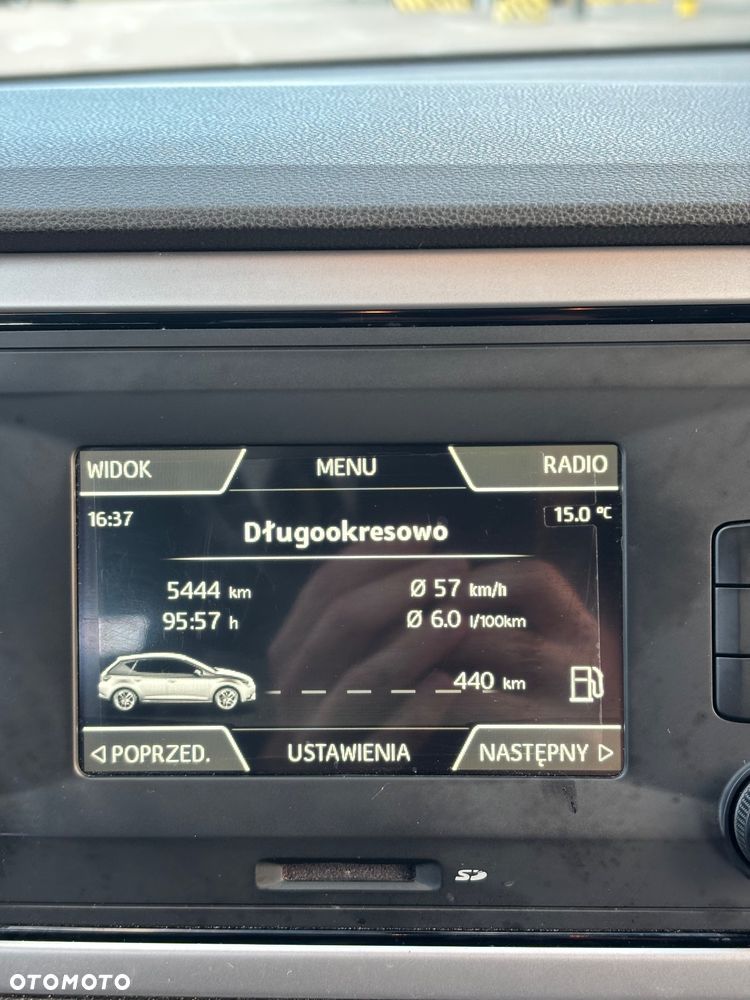 WIDOK MENU RADIO
16:37 15.0 °C
Długookresowo
5444 km Ø 57 km/h
95:57 h Ø 6.0 l/100km
440 km
◁ POPRZED. USTAWIENIA NASTĘPNY ▷
SD
OTOMOTO